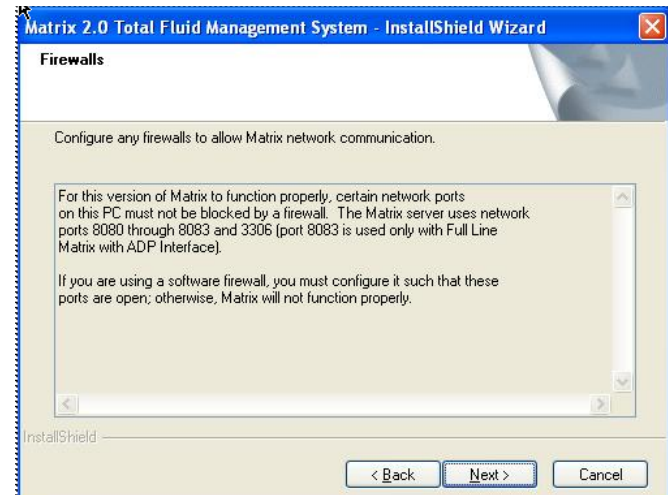 Matrix 2.0 Total Fluid Management System - InstallShield Wizard
Firewalls
Configure any firewalls to allow Matrix network communication.
For this version of Matrix to function properly, certain network ports
on this PC must not be blocked by a firewall.  The Matrix server uses network
ports 8080 through 8083 and 3306 (port 8083 is used only with Full Line
Matrix with ADP Interface).
If you are using a software firewall, you must configure it such that these
ports are open; otherwise, Matrix will not function properly.
InstallShield
< Back
Next >
Cancel